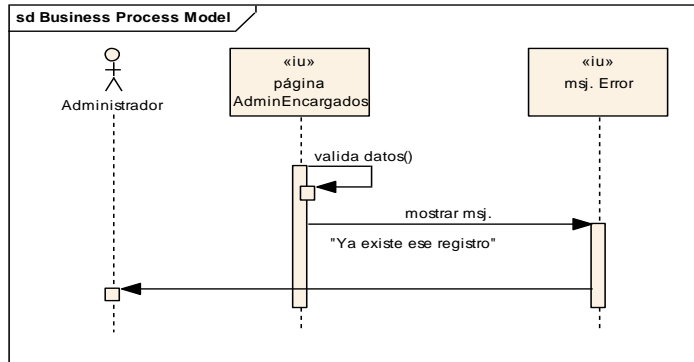 sd Business Process Model
Administrador
«iu»
página
AdminEncargados
«iu»
msj. Error
valida datos()
mostrar msj.
"Ya existe ese registro"